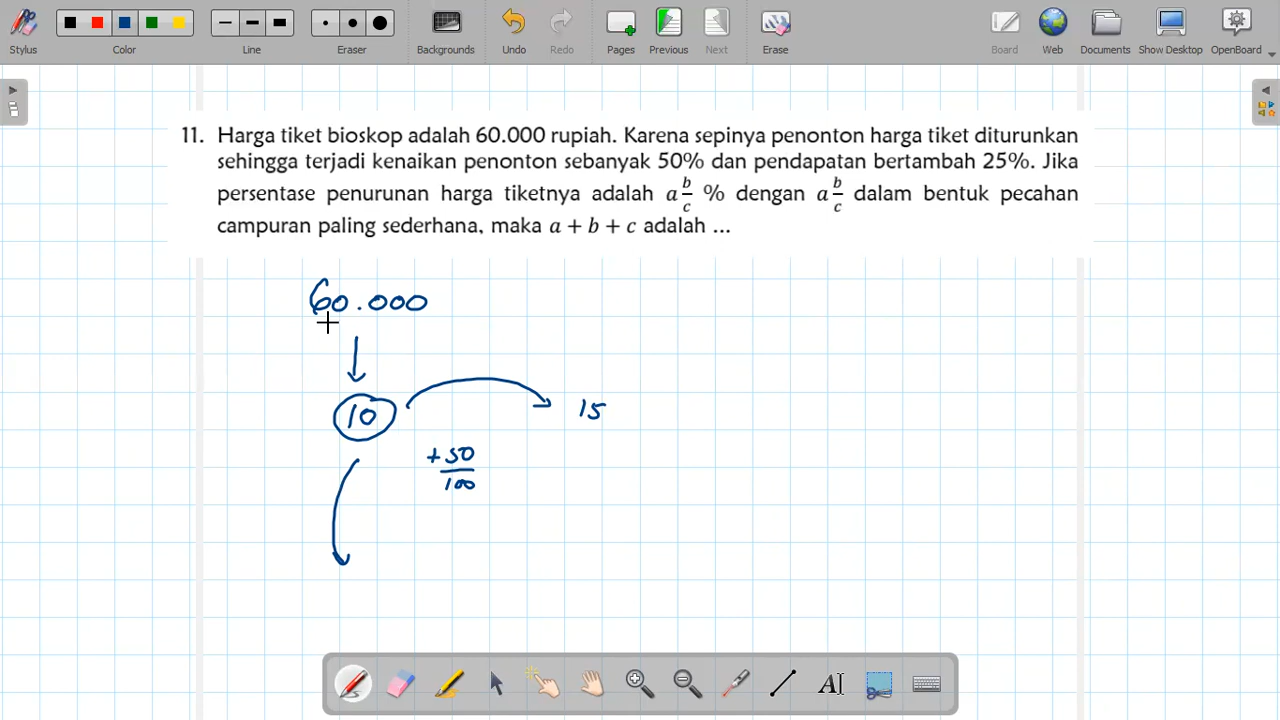 Stylus
Color
Line
Eraser
Backgrounds
Undo
Redo
Pages
Previous
Next
Erase
Board
Web
Documents
Show Desktop
OpenBoard
11. Harga tiket bioskop adalah 60.000 rupiah. Karena sepinya penonton harga tiket diturunkan
sehingga terjadi kenaikan penonton sebanyak 50% dan pendapatan bertambah 25%. Jika
persentase penurunan harga tiketnya adalah a b/c % dengan a b/c dalam bentuk pecahan
campuran paling sederhana, maka a + b + c adalah ...
60.000
10
15
+50
100
AI